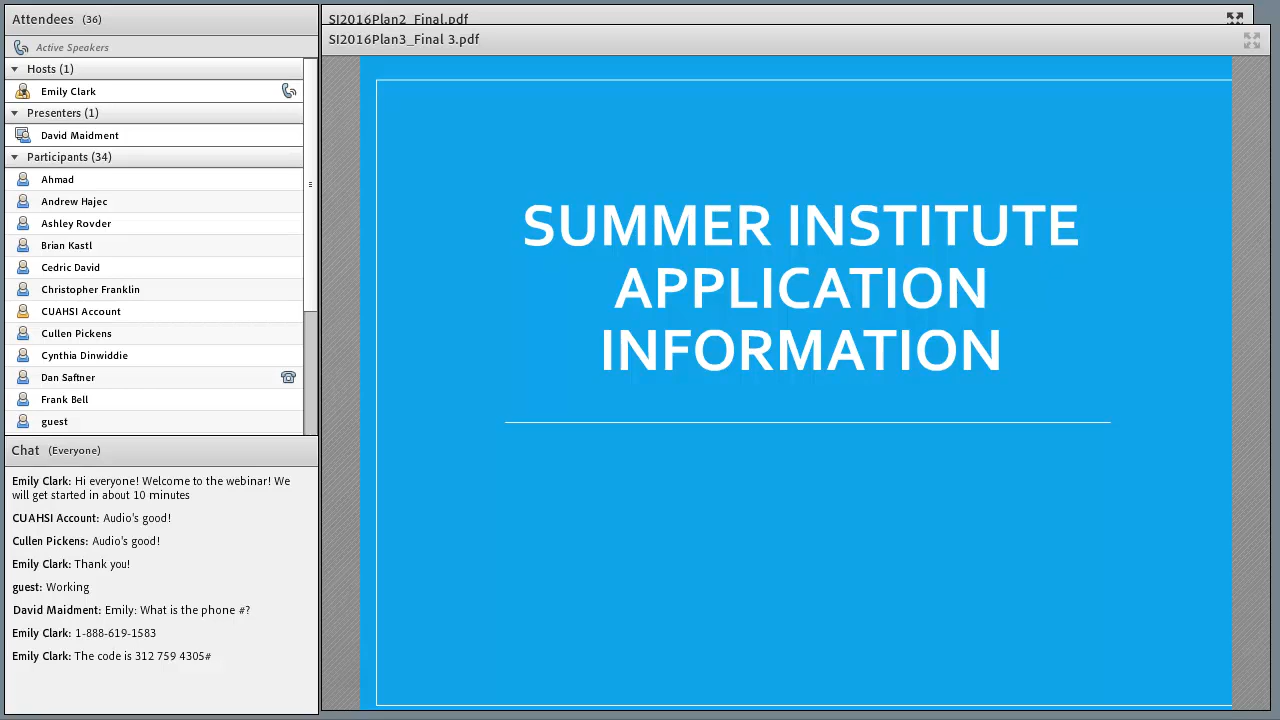 Attendees (36)
Active Speakers
Hosts (1)
Emily Clark
Presenters (1)
David Maidment
Participants (34)
Ahmad
Andrew Hajec
Ashley Rovder
Brian Kastl
Cedric David
Christopher Franklin
CUAHSI Account
Cullen Pickens
Cynthia Dinwiddie
Dan Saftner
Frank Bell
guest
Chat (Everyone)
Emily Clark: Hi everyone! Welcome to the webinar! We
will get started in about 10 minutes
CUAHSI Account: Audio's good!
Cullen Pickens: Audio's good!
Emily Clark: Thank you!
guest: Working
David Maidment: Emily: What is the phone #?
Emily Clark: 1-888-619-1583
Emily Clark: The code is 312 759 4305#
SI2016Plan2_Final.pdf
SI2016Plan3_Final 3.pdf
SUMMER INSTITUTE
APPLICATION
INFORMATION